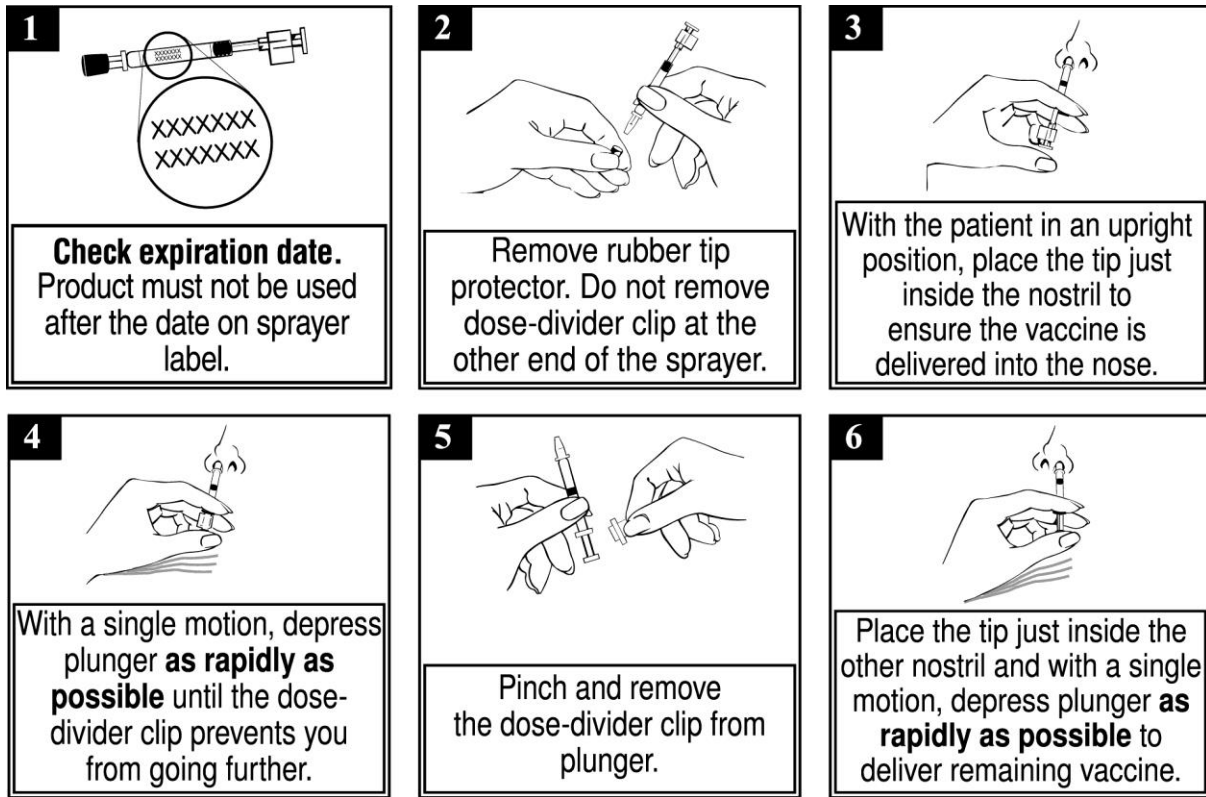 1
XXXXXXX
XXXXXXX
XXXXXXX
XXXXXXX
Check expiration date.
Product must not be used
after the date on sprayer
label.
2
Remove rubber tip
protector. Do not remove
dose-divider clip at the
other end of the sprayer.
3
With the patient in an upright
position, place the tip just
inside the nostril to
ensure the vaccine is
delivered into the nose.
4
With a single motion, depress
plunger as rapidly as
possible until the dose-
divider clip prevents you
from going further.
5
Pinch and remove
the dose-divider clip from
plunger.
6
Place the tip just inside the
other nostril and with a single
motion, depress plunger as
rapidly as possible to
deliver remaining vaccine.